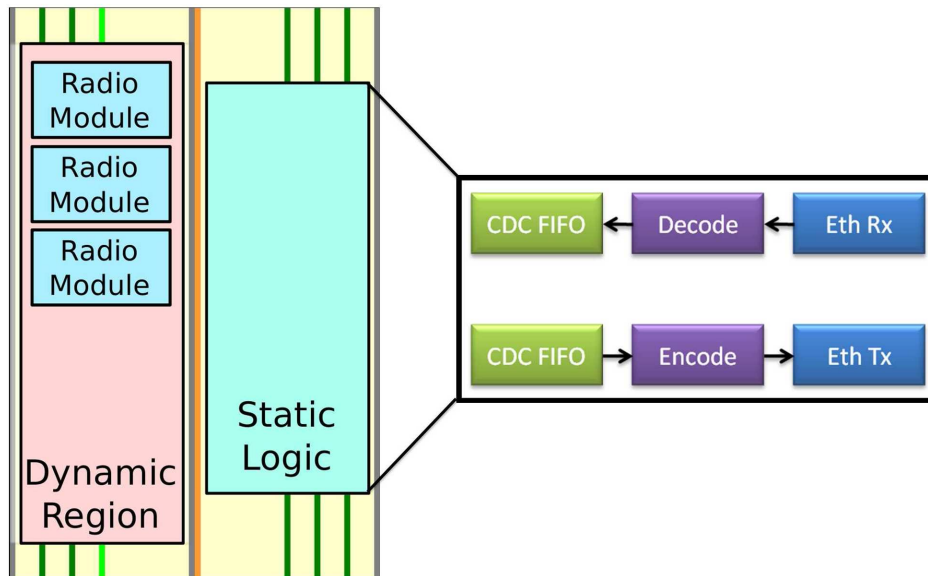 Radio
Module
Radio
Module
Radio
Module
Dynamic
Region
Static
Logic
CDC FIFO
Decode
Eth Rx
CDC FIFO
Encode
Eth Tx